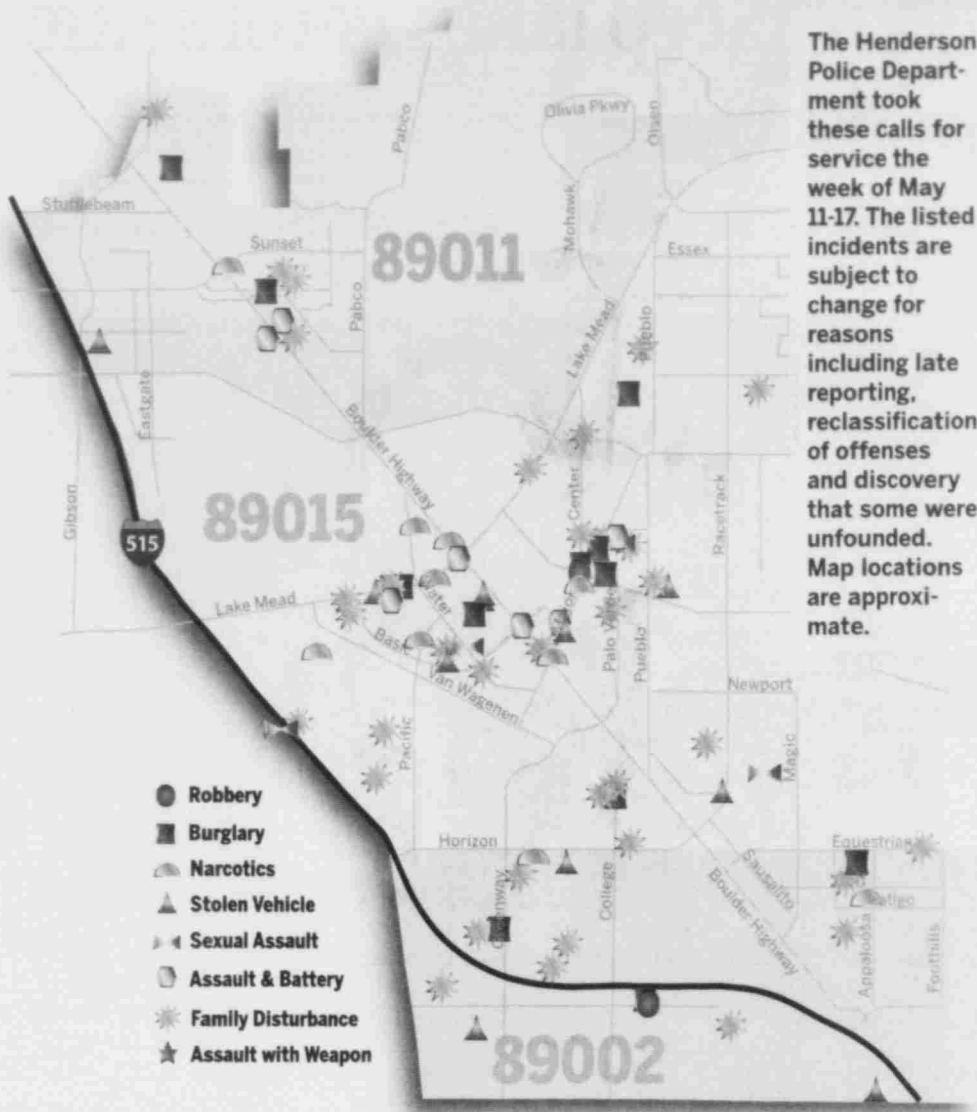 The Henderson
Police Depart-
ment took
these calls for
service the
week of May
11-17. The listed
incidents are
subject to
change for
reasons
including late
reporting,
reclassification
of offenses
and discovery
that some were
unfounded.
Map locations
are approxi-
mate.
Pabco
Olivia Pkwy
Olsen
Stufflebeam
Mohawk
Sunset
89011
Essex
Pabco
Lake Mead
Pueblo
Eastgate
Boulder Highway
Center
Racetrack
Gibson
89015
515
Lake Mead
Water
Basic
Palo
Pueblo
Van Wagenen
Newport
Pacific
Magic
Robbery
Burglary
Narcotics
Stolen Vehicle
Sexual Assault
Assault & Battery
Family Disturbance
Assault with Weapon
Horizon
Equestrian
College
Sausalito
Boulder Highway
Appaloosa
Foothills
89002